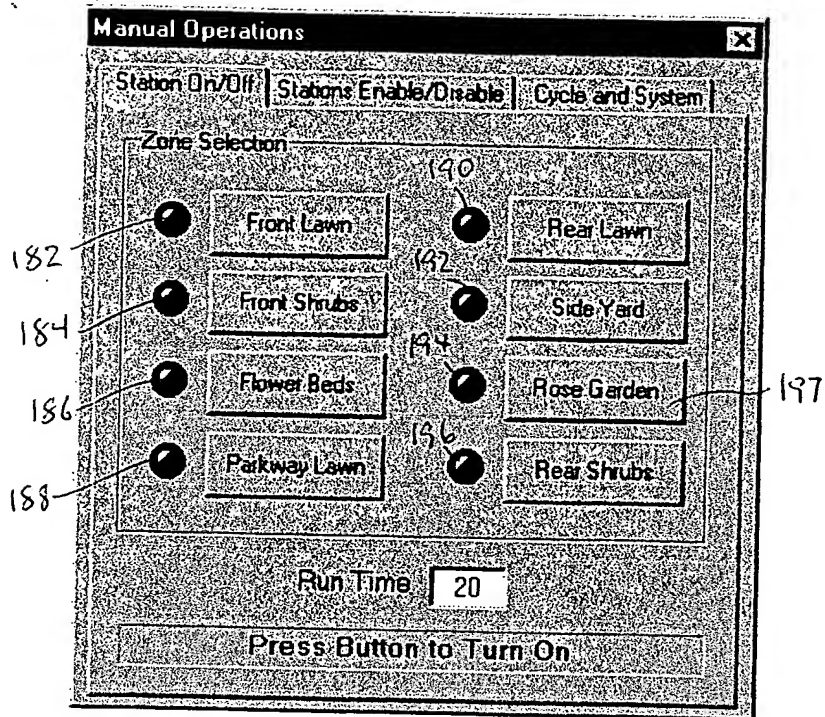 Manual Operations
Station On/Off Stations Enable/Disable Cycle and System
Zone Selection
190
182 Front Lawn Rear Lawn
192
184 Front Shrubs Side Yard
194
186 Flower Beds Rose Garden 197
196
188 Parkway Lawn Rear Shrubs
Run Time 20
Press Button to Turn On